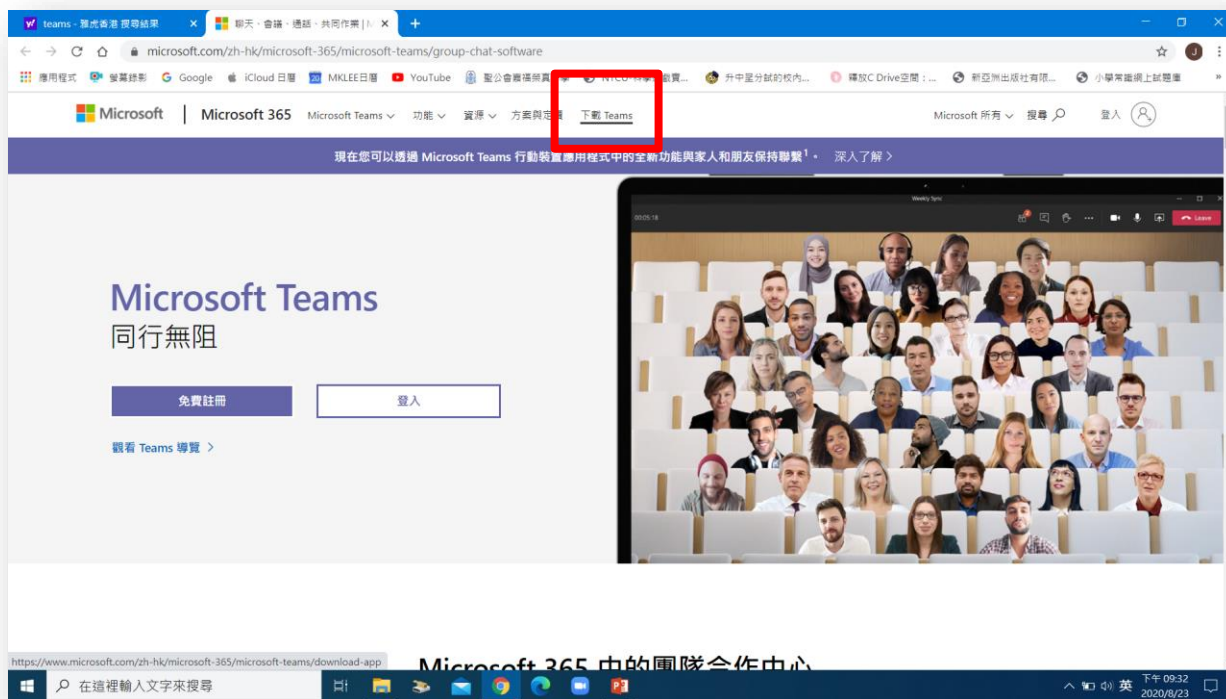 teams - 雅虎香港 搜尋結果
聊天、會議、通話、共同作業 |
microsoft.com/zh-hk/microsoft-365/microsoft-teams/group-chat-software
J
應用程式 螢幕錄影 Google iCloud 日曆 MKLEE日曆 YouTube 升中呈分試的校內... 釋放C Drive空間：... 新亞洲出版社有限... 小學常識網上試題庫 »
Microsoft Microsoft 365 Microsoft Teams 功能 資源 方案與定 下載 Teams Microsoft 所有 搜尋 登入
現在您可以透過 Microsoft Teams 行動裝置應用程式中的全新功能與家人和朋友保持聯繫1。 深入了解
Weekly Sync
00:05:18
2
Leave
Microsoft Teams
同行無阻
免費註冊 登入
觀看 Teams 導覽
Microsoft 365 中的團隊合作中心
https://www.microsoft.com/zh-hk/microsoft-365/microsoft-teams/download-app
在這裡輸入文字來搜尋
英
下午 09:32
2020/8/23